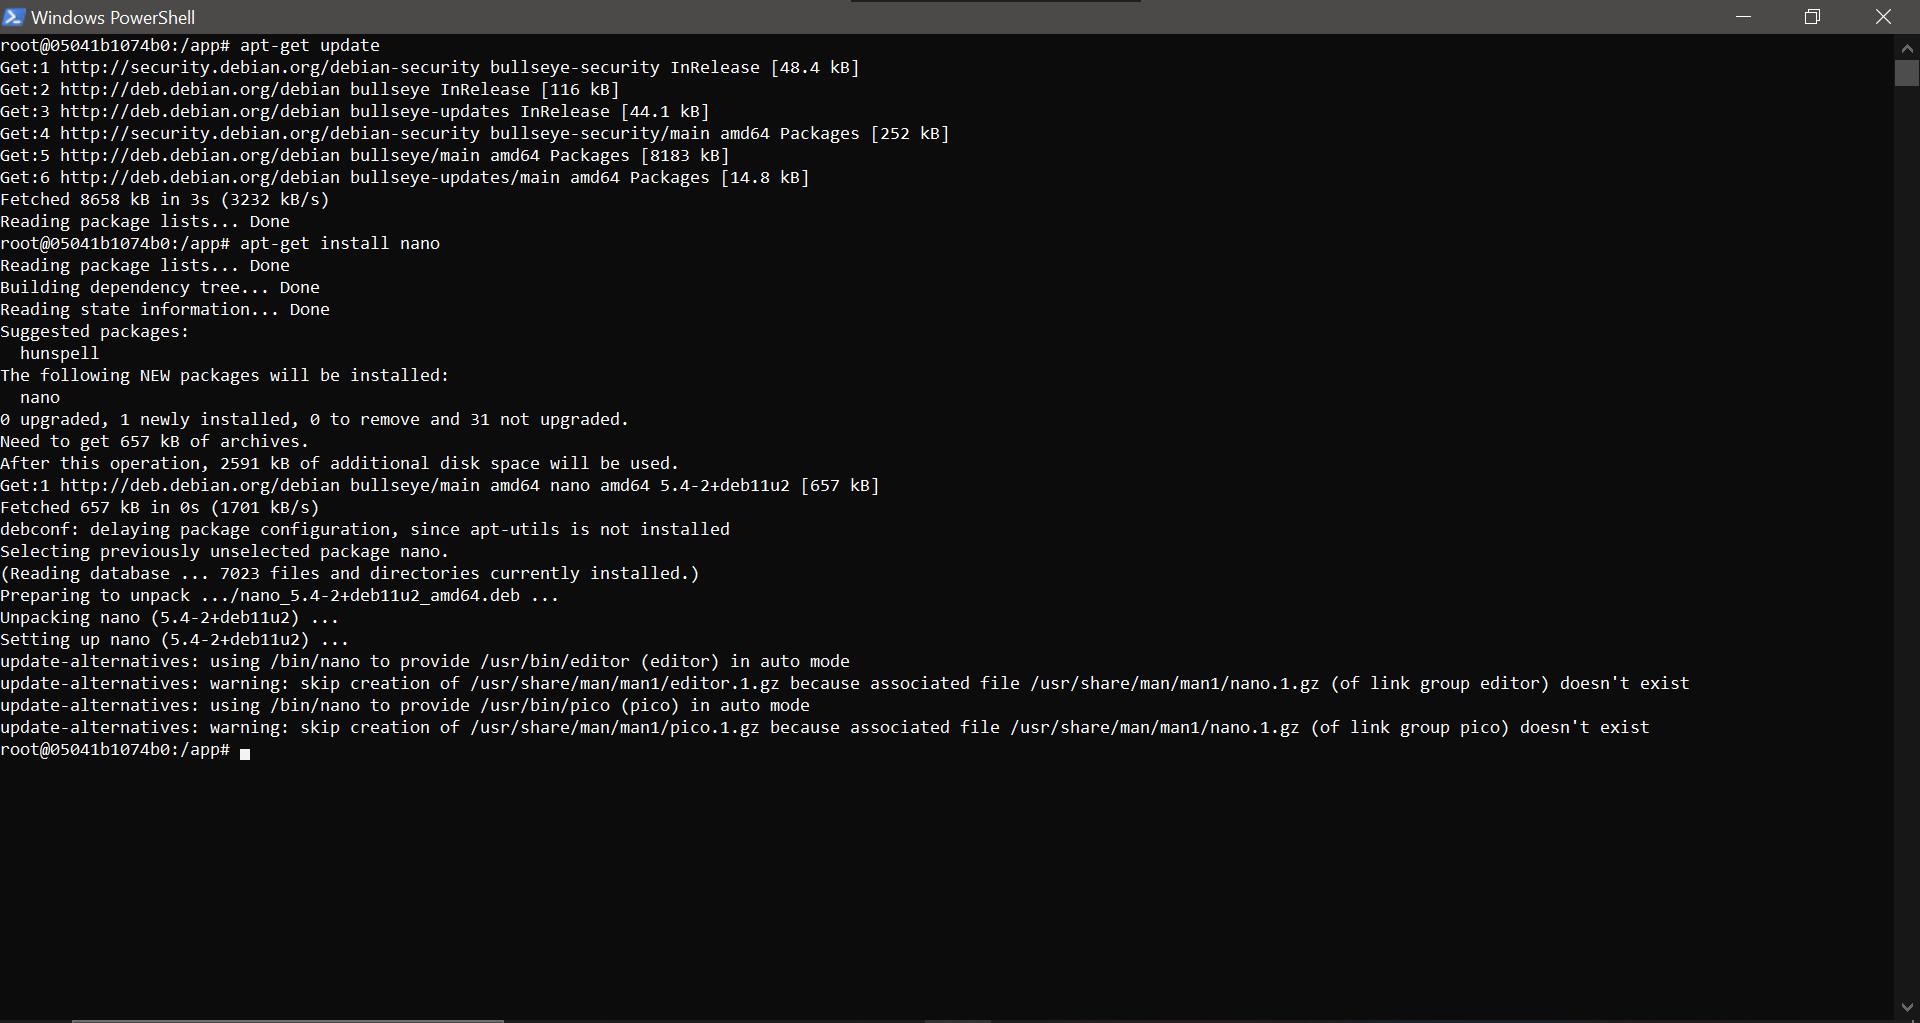 Windows PowerShell
root@05041b1074b0:/app# apt-get update
Get:1 http://security.debian.org/debian-security bullseye-security InRelease [48.4 kB]
Get:2 http://deb.debian.org/debian bullseye InRelease [116 kB]
Get:3 http://deb.debian.org/debian bullseye-updates InRelease [44.1 kB]
Get:4 http://security.debian.org/debian-security bullseye-security/main amd64 Packages [252 kB]
Get:5 http://deb.debian.org/debian bullseye/main amd64 Packages [8183 kB]
Get:6 http://deb.debian.org/debian bullseye-updates/main amd64 Packages [14.8 kB]
Fetched 8658 kB in 3s (3232 kB/s)
Reading package lists... Done
root@05041b1074b0:/app# apt-get install nano
Reading package lists... Done
Building dependency tree... Done
Reading state information... Done
Suggested packages:
  hunspell
The following NEW packages will be installed:
  nano
0 upgraded, 1 newly installed, 0 to remove and 31 not upgraded.
Need to get 657 kB of archives.
After this operation, 2591 kB of additional disk space will be used.
Get:1 http://deb.debian.org/debian bullseye/main amd64 nano amd64 5.4-2+deb11u2 [657 kB]
Fetched 657 kB in 0s (1701 kB/s)
debconf: delaying package configuration, since apt-utils is not installed
Selecting previously unselected package nano.
(Reading database ... 7023 files and directories currently installed.)
Preparing to unpack .../nano_5.4-2+deb11u2_amd64.deb ...
Unpacking nano (5.4-2+deb11u2) ...
Setting up nano (5.4-2+deb11u2) ...
update-alternatives: using /bin/nano to provide /usr/bin/editor (editor) in auto mode
update-alternatives: warning: skip creation of /usr/share/man/man1/editor.1.gz because associated file /usr/share/man/man1/nano.1.gz (of link group editor) doesn't exist
update-alternatives: using /bin/nano to provide /usr/bin/pico (pico) in auto mode
update-alternatives: warning: skip creation of /usr/share/man/man1/pico.1.gz because associated file /usr/share/man/man1/nano.1.gz (of link group pico) doesn't exist
root@05041b1074b0:/app#